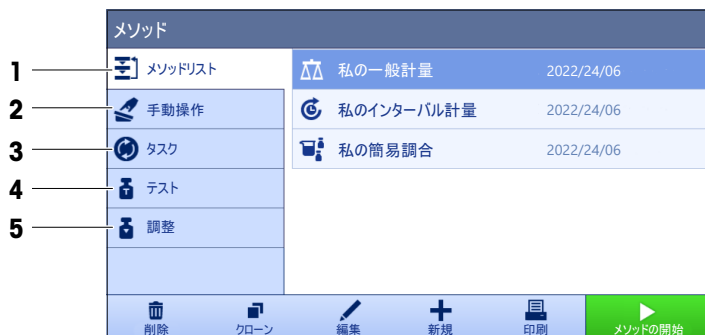 メソッド
1 メソッドリスト
2 手動操作
3 タスク
4 テスト
5 調整
私の一般計量 2022/24/06
私のインターバル計量 2022/24/06
私の簡易調合 2022/24/06
削除 クローン 編集 新規 印刷 メソッドの開始